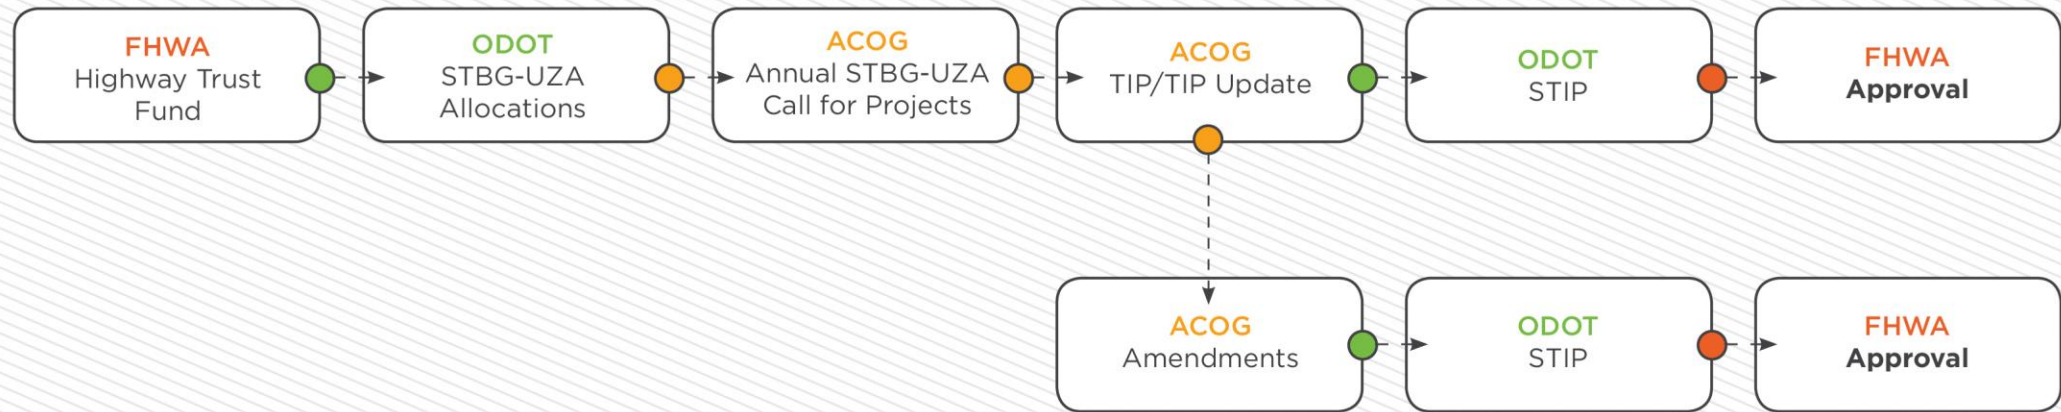 FHWA
Highway Trust
Fund
ODOT
STBG-UZA
Allocations
ACOG
Annual STBG-UZA
Call for Projects
ACOG
TIP/TIP Update
ODOT
STIP
FHWA
Approval
ACOG
Amendments
ODOT
STIP
FHWA
Approval